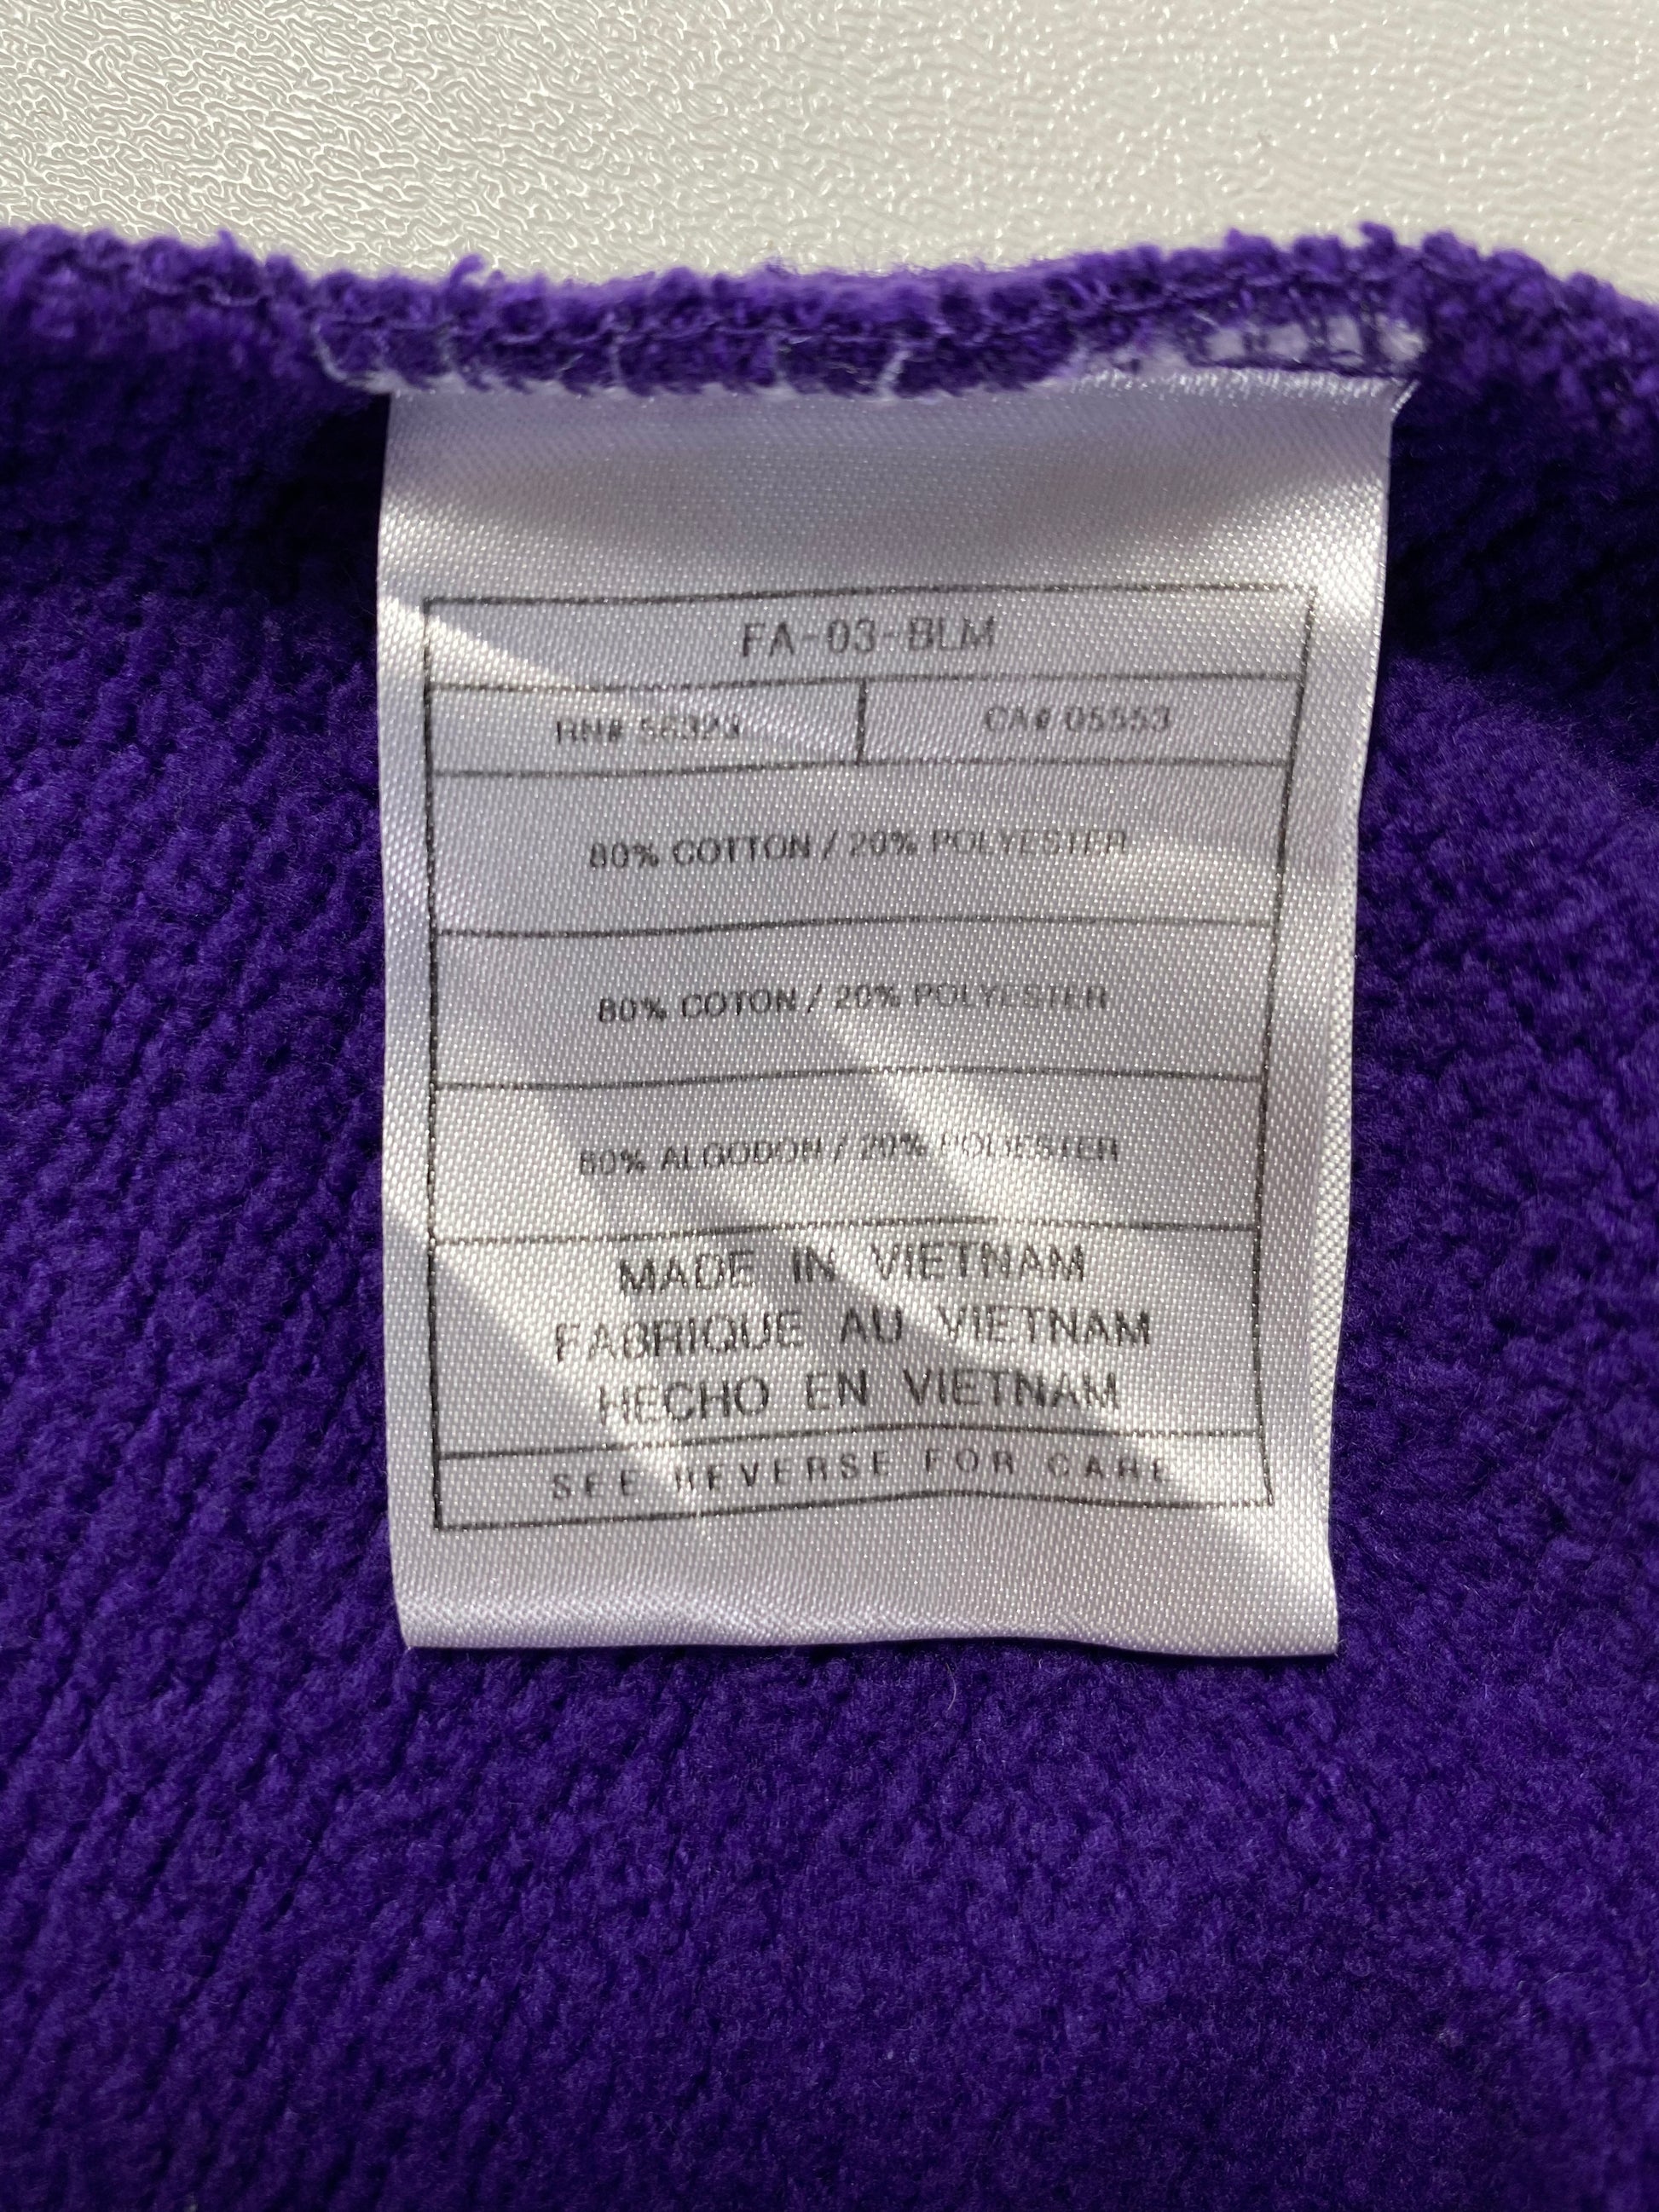 FA-03-BLM
RN# 56323 CA# 05553
80% COTTON / 20% POLYESTER
80% COTON / 20% POLYESTER
80% ALGODON / 20% POLIESTER
MADE IN VIETNAM
FABRIQUE AU VIETNAM
HECHO EN VIETNAM
SEE REVERSE FOR CARE